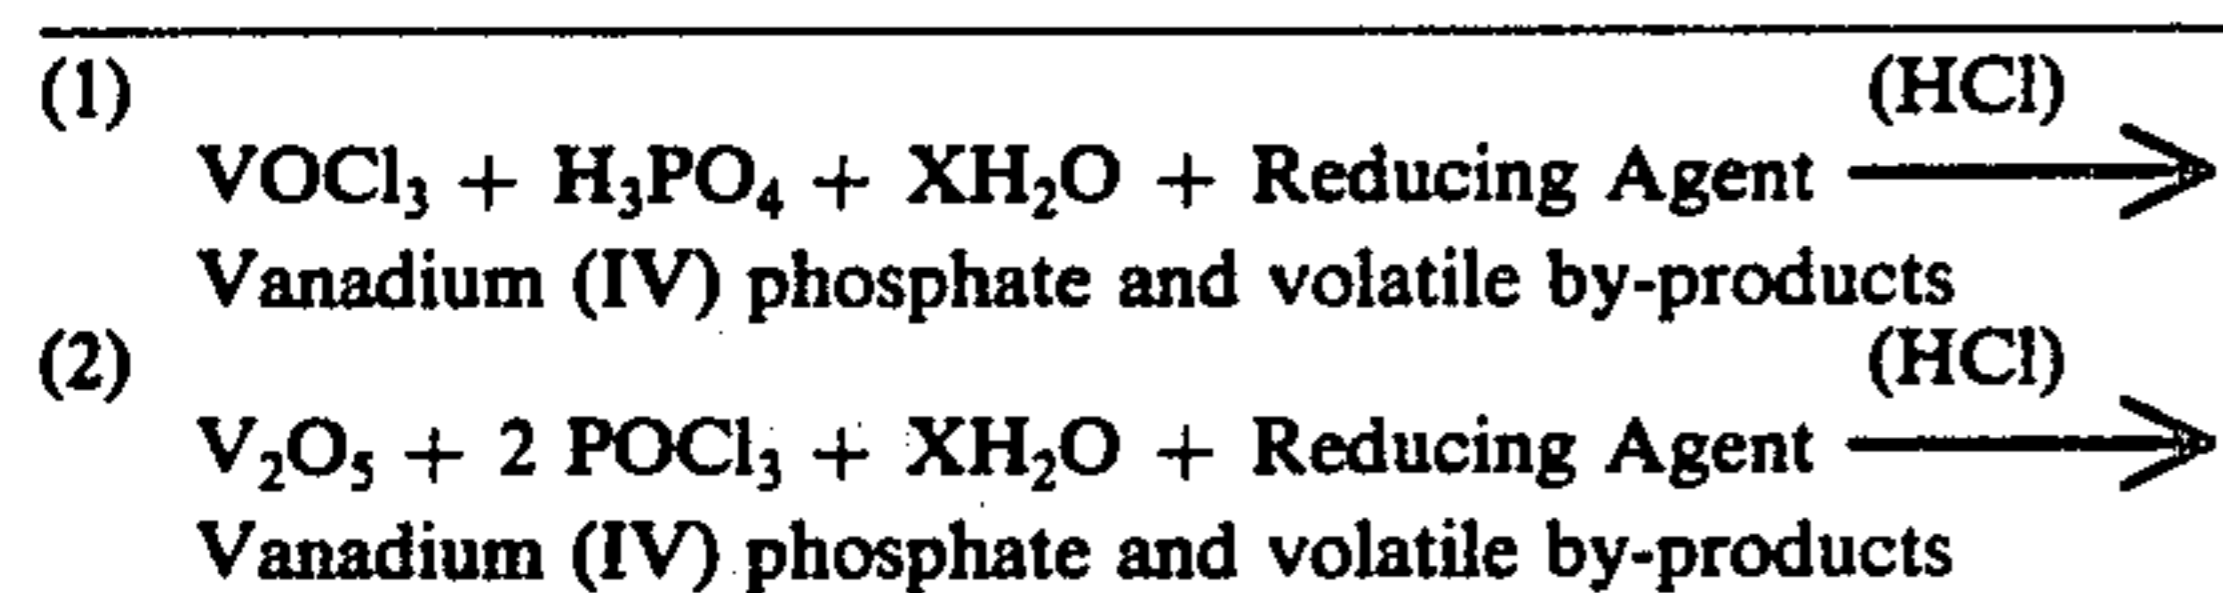 (1) (HCl)
VOCl₃ + H₃PO₄ + XH₂O + Reducing Agent ⟶
Vanadium (IV) phosphate and volatile by-products
(2) (HCl)
V₂O₅ + 2 POCl₃ + XH₂O + Reducing Agent ⟶
Vanadium (IV) phosphate and volatile by-products